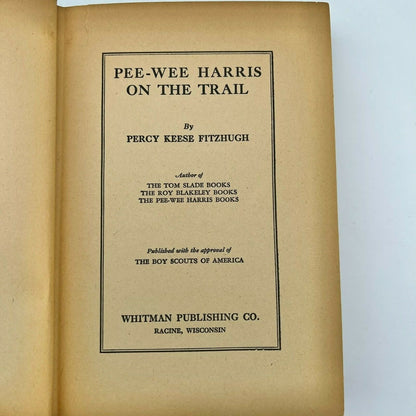 PEE-WEE HARRIS
ON THE TRAIL
By
PERCY KEESE FITZHUGH
Author of
THE TOM SLADE BOOKS
THE ROY BLAKELEY BOOKS
THE PEE-WEE HARRIS BOOKS
Published with the approval of
THE BOY SCOUTS OF AMERICA
WHITMAN PUBLISHING CO.
RACINE, WISCONSIN